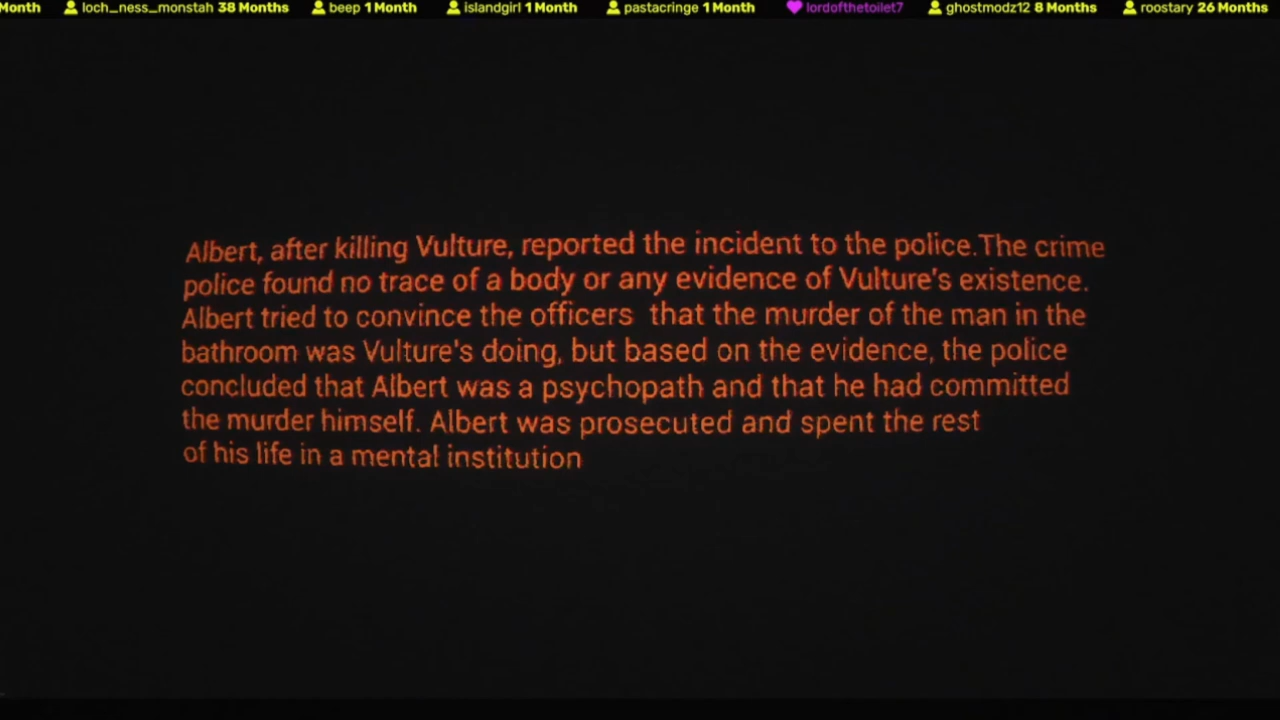 Month loch_ness_monstah 38 Months beep 1 Month islandgirl 1 Month pastacringe 1 Month lordofthetoilet7 ghostmodz12 8 Months roostary 26 Months
Albert, after killing Vulture, reported the incident to the police.The crime
police found no trace of a body or any evidence of Vulture's existence.
Albert tried to convince the officers  that the murder of the man in the
bathroom was Vulture's doing, but based on the evidence, the police
concluded that Albert was a psychopath and that he had committed
the murder himself. Albert was prosecuted and spent the rest
of his life in a mental institution